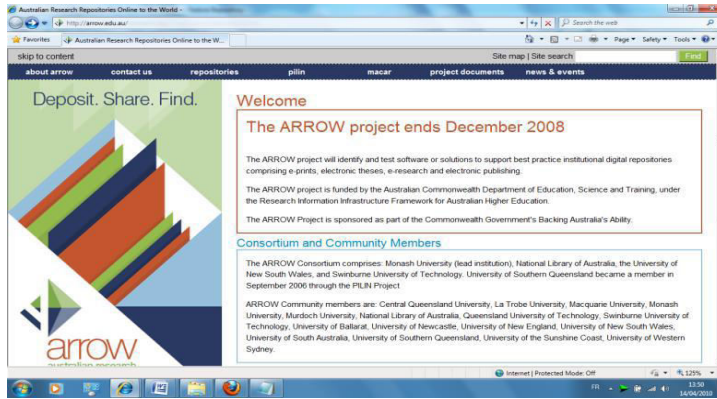 Australian Research Repositories Online to the World -
http://arrow.edu.au/
Search the web
Favorites Australian Research Repositories Online to the W... Page Safety Tools
skip to content Site map | Site search Find
about arrow contact us repositories pilin macar project documents news & events
Deposit. Share. Find.
Welcome
The ARROW project ends December 2008
The ARROW project will identify and test software or solutions to support best practice institutional digital repositories
comprising e-prints, electronic theses, e-research and electronic publishing.
The ARROW project is funded by the Australian Commonwealth Department of Education, Science and Training, under
the Research Information Infrastructure Framework for Australian Higher Education.
The ARROW Project is sponsored as part of the Commonwealth Government's Backing Australia's Ability.
Consortium and Community Members
The ARROW Consortium comprises: Monash University (lead institution), National Library of Australia, the University of
New South Wales, and Swinburne University of Technology. University of Southern Queensland became a member in
September 2006 through the PILIN Project
ARROW Community members are: Central Queensland University, La Trobe University, Macquarie University, Monash
University, Murdoch University, National Library of Australia, Queensland University of Technology, Swinburne University of
Technology, University of Ballarat, University of Newcastle, University of New England, University of New South Wales,
University of South Australia, University of Southern Queensland, University of the Sunshine Coast, University of Western
Sydney.
arrow
australian research
Internet | Protected Mode: Off 125%
FR 13:50
14/04/2010